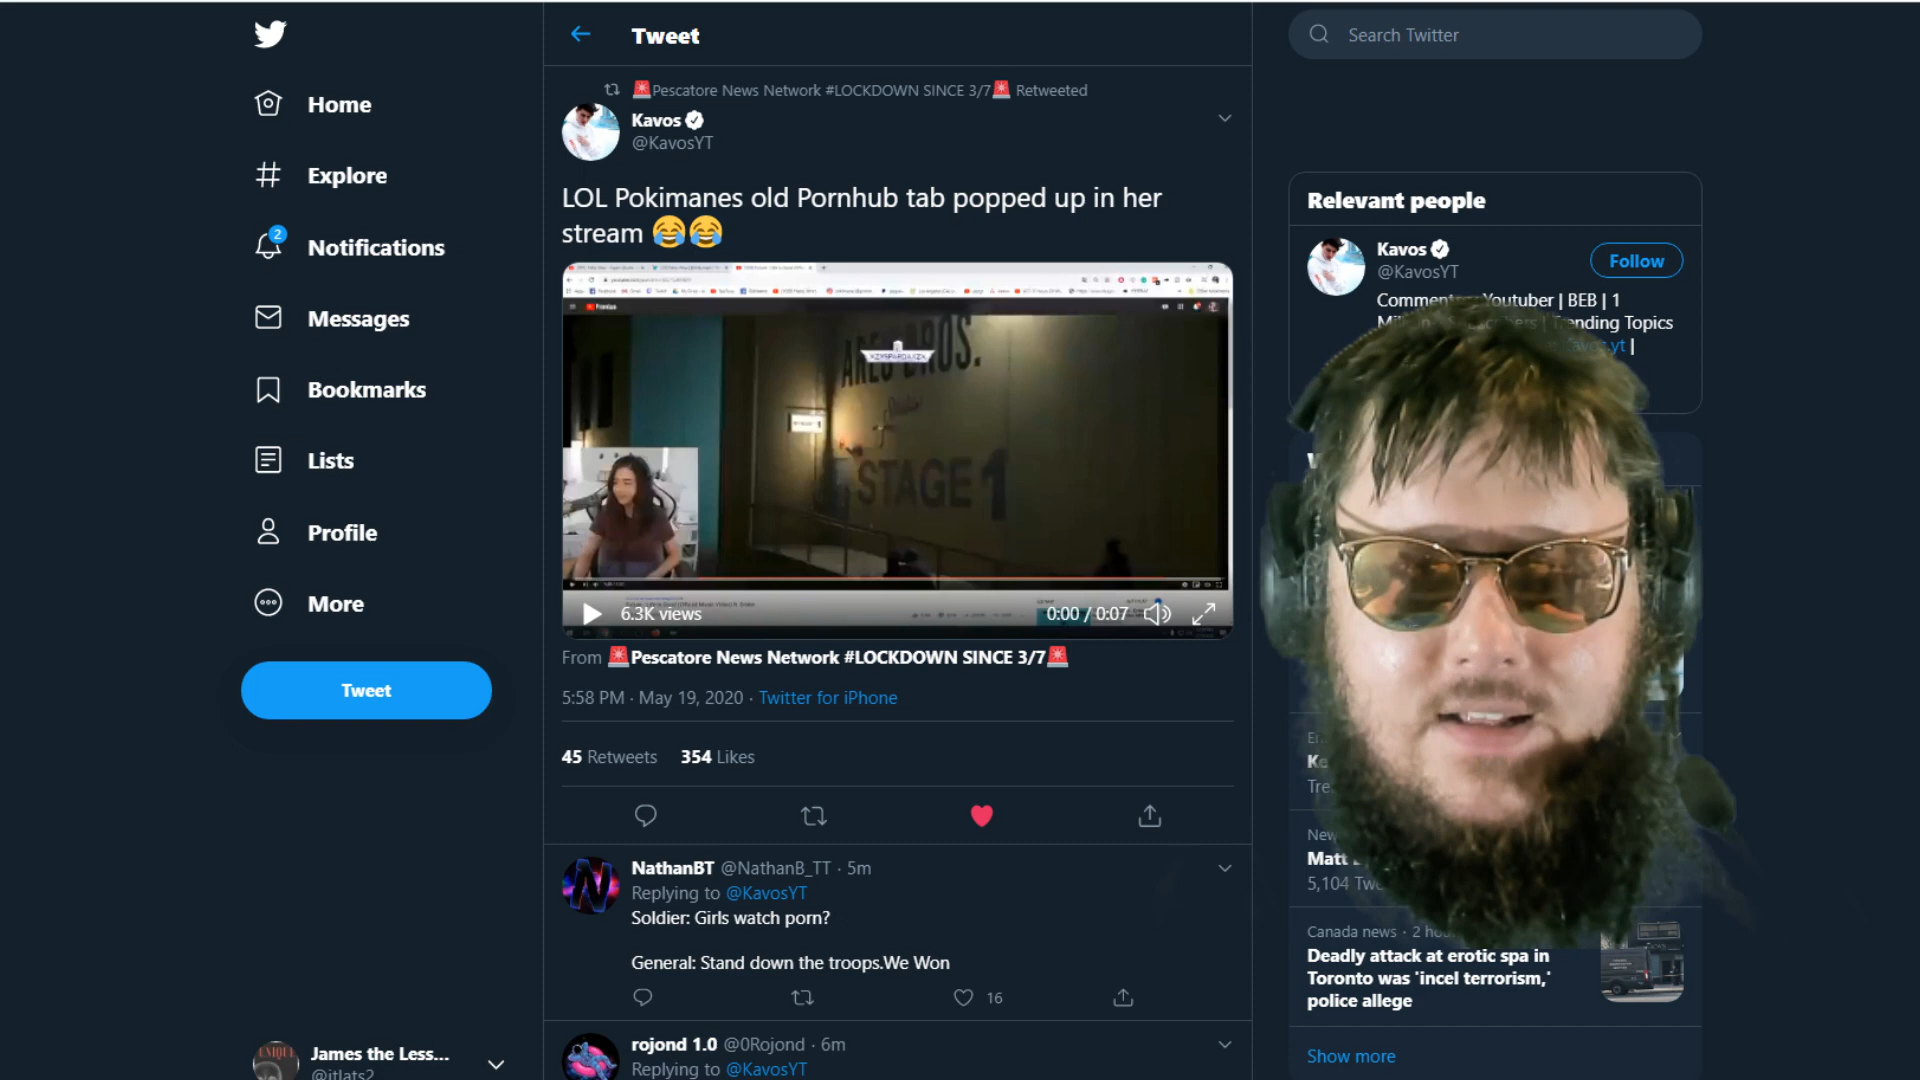 Tweet
Search Twitter
Home
Explore
2
Notifications
Messages
Bookmarks
Lists
Profile
More
Tweet
James the Less...
@itlats2
Pescatore News Network #LOCKDOWN SINCE 3/7 Retweeted
Kavos
@KavosYT
LOL Pokimanes old Pornhub tab popped up in her
stream
BROS.
STAGE 1
6.3K views
0:00 / 0:07
From Pescatore News Network #LOCKDOWN SINCE 3/7
5:58 PM · May 19, 2020 · Twitter for iPhone
45 Retweets 354 Likes
NathanBT @NathanB_TT · 5m
Replying to @KavosYT
Soldier: Girls watch porn?
General: Stand down the troops.We Won
16
rojond 1.0 @0Rojond · 6m
Replying to @KavosYT
Relevant people
Kavos
@KavosYT
Follow
Youtuber | BEB | 1
Topics
|
Matt
5,104
Canada news · 2
Deadly attack at erotic spa in
Toronto was 'incel terrorism,'
police allege
Show more